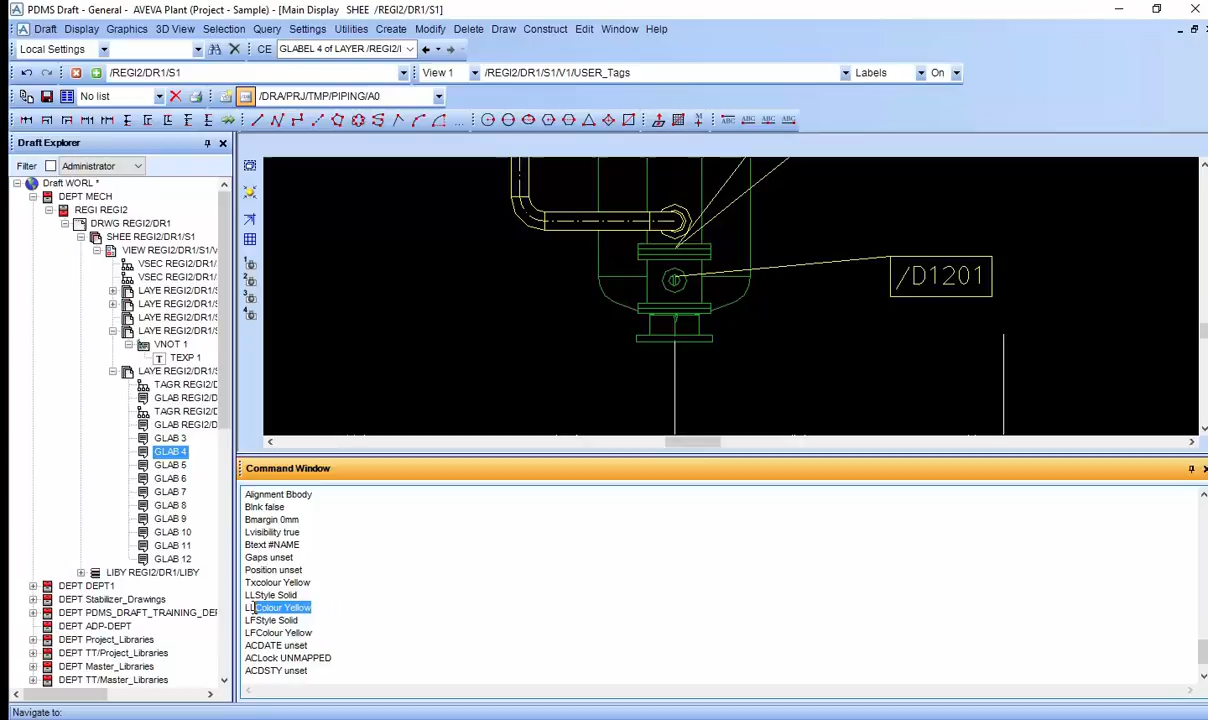 PDMS Draft - General - AVEVA Plant (Project - Sample) - [Main Display SHEE /REGI2/DR1/S1]
Draft Display Graphics 3D View Selection Query Settings Utilities Create Modify Delete Draw Construct Edit Window Help
Local Settings CE GLABEL 4 of LAYER /REGI2/I
/REGI2/DR1/S1 View 1 /REGI2/DR1/S1/V1/USER_Tags Labels On
No list /DRA/PRJ/TMP/PIPING/A0
ABC ABC ABC ABC
Draft Explorer
Filter Administrator
Draft WORL *
DEPT MECH
REGI REGI2
DRWG REGI2/DR1
SHEE REGI2/DR1/S1
VIEW REGI2/DR1/S1/V
VSEC REGI2/DR1/
VSEC REGI2/DR1/
LAYE REGI2/DR1/
LAYE REGI2/DR1/
LAYE REGI2/DR1/
LAYE REGI2/DR1/S
VNOT 1
T TEXP 1
LAYE REGI2/DR1/S
TAGR REGI2/D
GLAB REGI2/D
TAGR REGI2/D
GLAB REGI2/D
GLAB 3
GLAB 4
GLAB 5
GLAB 6
GLAB 7
GLAB 8
GLAB 9
GLAB 10
GLAB 11
GLAB 12
LIBY REGI2/DR1/LIBY
DEPT DEPT1
DEPT Stabilizer_Drawings
DEPT PDMS_DRAFT_TRAINING_DEF
DEPT ADP-DEPT
DEPT Project_Libraries
DEPT TT/Project_Libraries
DEPT Master_Libraries
DEPT TT/Master_Libraries
1
2
3
4
/D1201
Command Window
Alignment Bbody
Blnk false
Bmargin 0mm
Lvisibility true
Btext #NAME
Gaps unset
Position unset
Txcolour Yellow
LLStyle Solid
LLColour Yellow
LFStyle Solid
LFColour Yellow
ACDATE unset
ACLock UNMAPPED
ACDSTY unset
Navigate to: